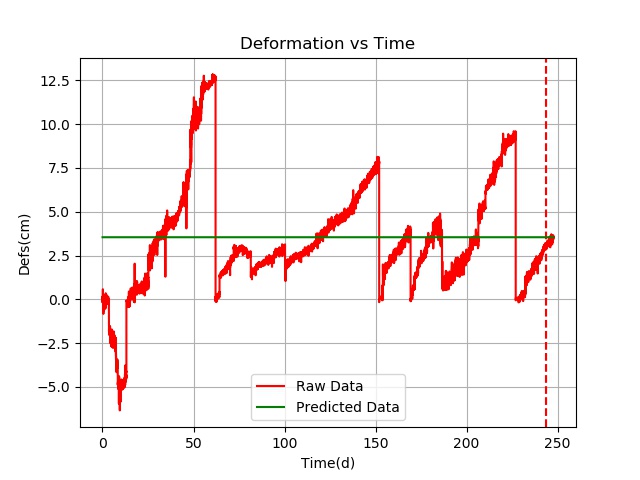 Deformation vs Time
Defs(cm)
12.5
10.0
7.5
5.0
2.5
0.0
−2.5
−5.0
Raw Data
Predicted Data
0 50 100 150 200 250
Time(d)